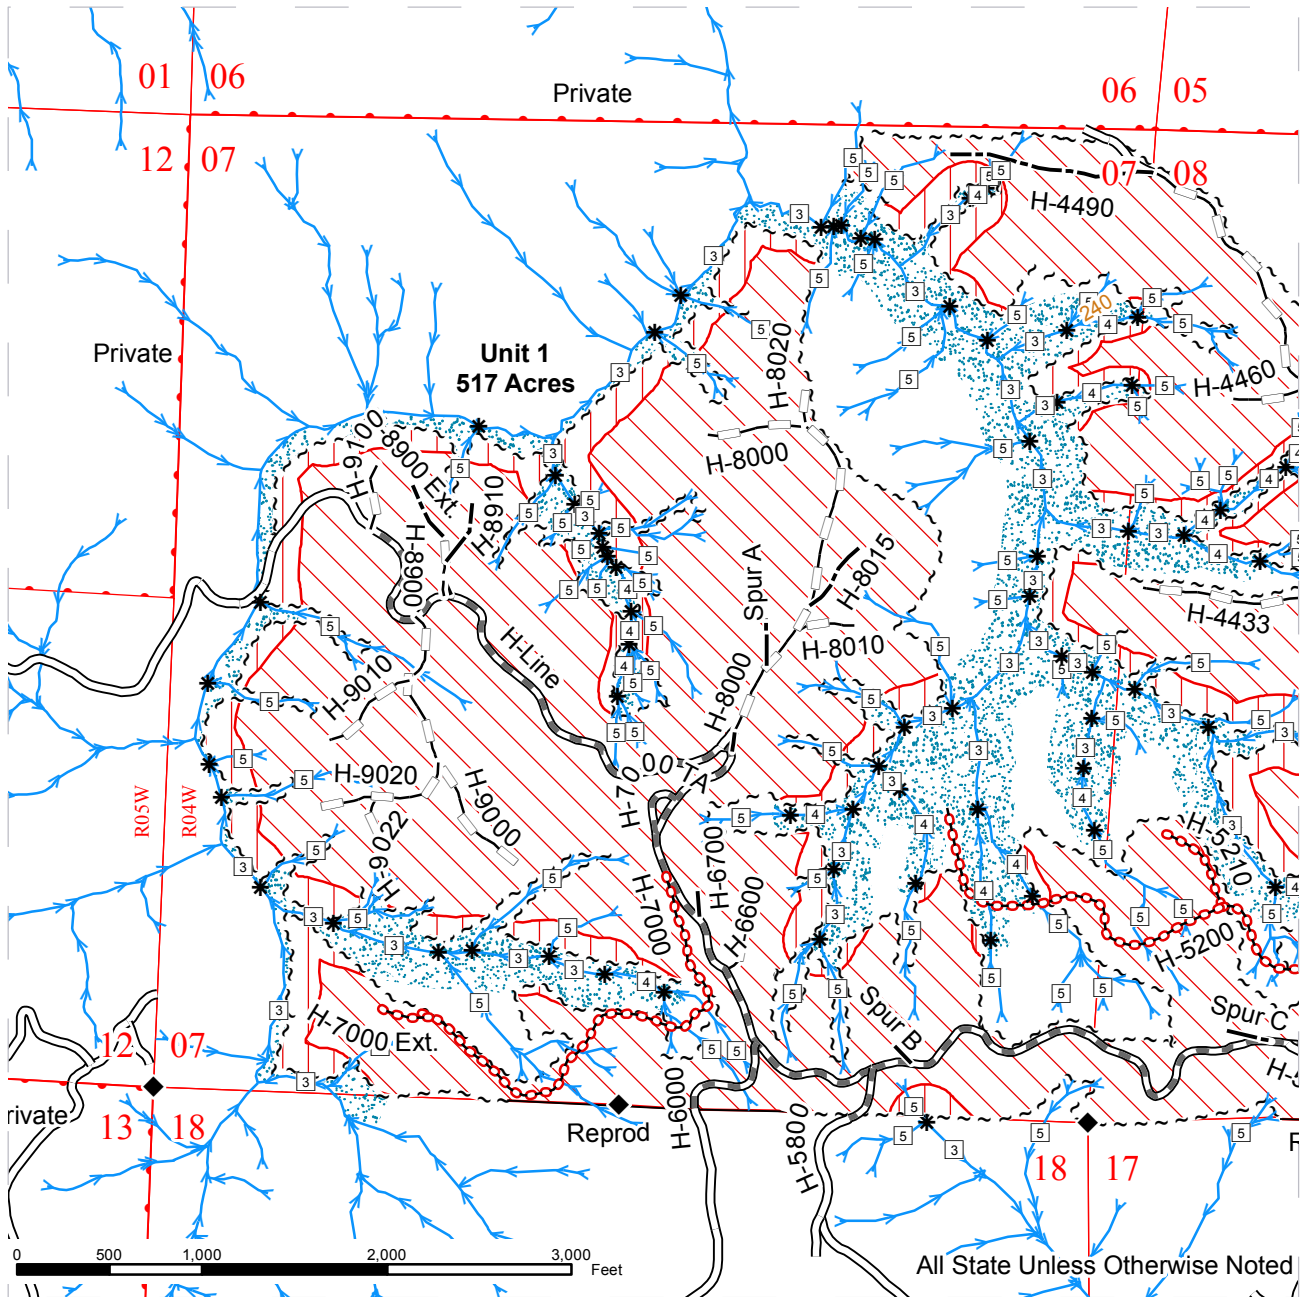 01 06
06 05
Private
12 07
07 08
H-4490
240
Private
Unit 1
517 Acres
H-8020
H-4460
H-9100
H-8900 Ext.
H-8000
H-8910
H-8900
H-8015
Spur A
H-4433
H-Line
H-8010
H-9010
H-8000
H-9020
H-9000
H-7000 TA
R05W
R04W
H-9022
H-6700
H-5210
H-7000
H-6600
H-5200
Spur B
Spur C
H-7000 Ext.
12 07
rivate
13 18
H-6000
Reprod
H-5800
18 17
0 500 1,000 2,000 3,000
Feet
All State Unless Otherwise Noted